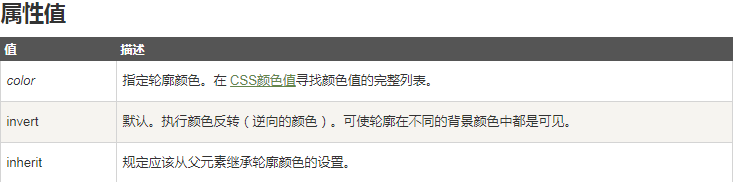 属性值
值 描述
color 指定轮廓颜色。在 CSS颜色值寻找颜色值的完整列表。
invert 默认。执行颜色反转（逆向的颜色）。可使轮廓在不同的背景颜色中都是可见。
inherit 规定应该从父元素继承轮廓颜色的设置。